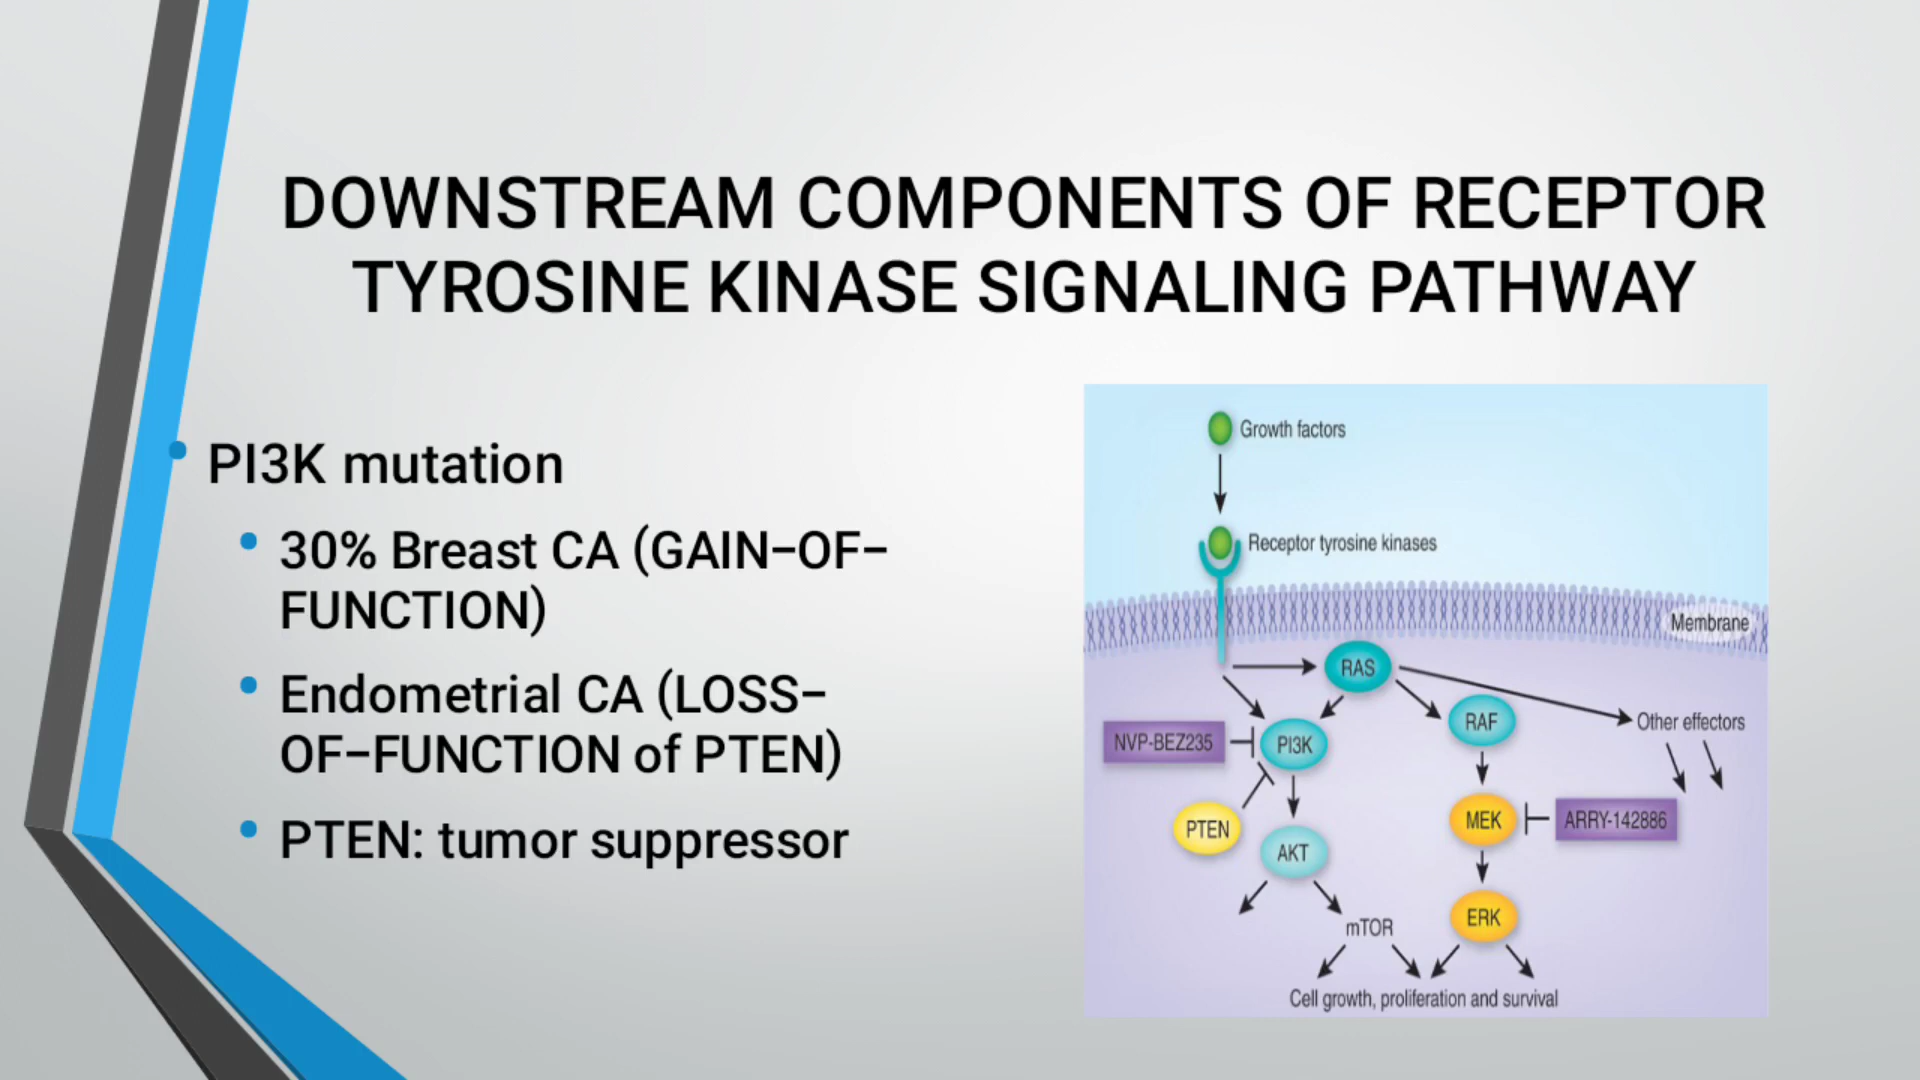 DOWNSTREAM COMPONENTS OF RECEPTOR
TYROSINE KINASE SIGNALING PATHWAY
• PI3K mutation
• 30% Breast CA (GAIN-OF-
FUNCTION)
• Endometrial CA (LOSS-
OF-FUNCTION of PTEN)
• PTEN: tumor suppressor
Growth factors
Receptor tyrosine kinases
Membrane
RAS
RAF
Other effectors
NVP-BEZ235
PI3K
PTEN
MEK
ARRY-142886
AKT
ERK
mTOR
Cell growth, proliferation and survival